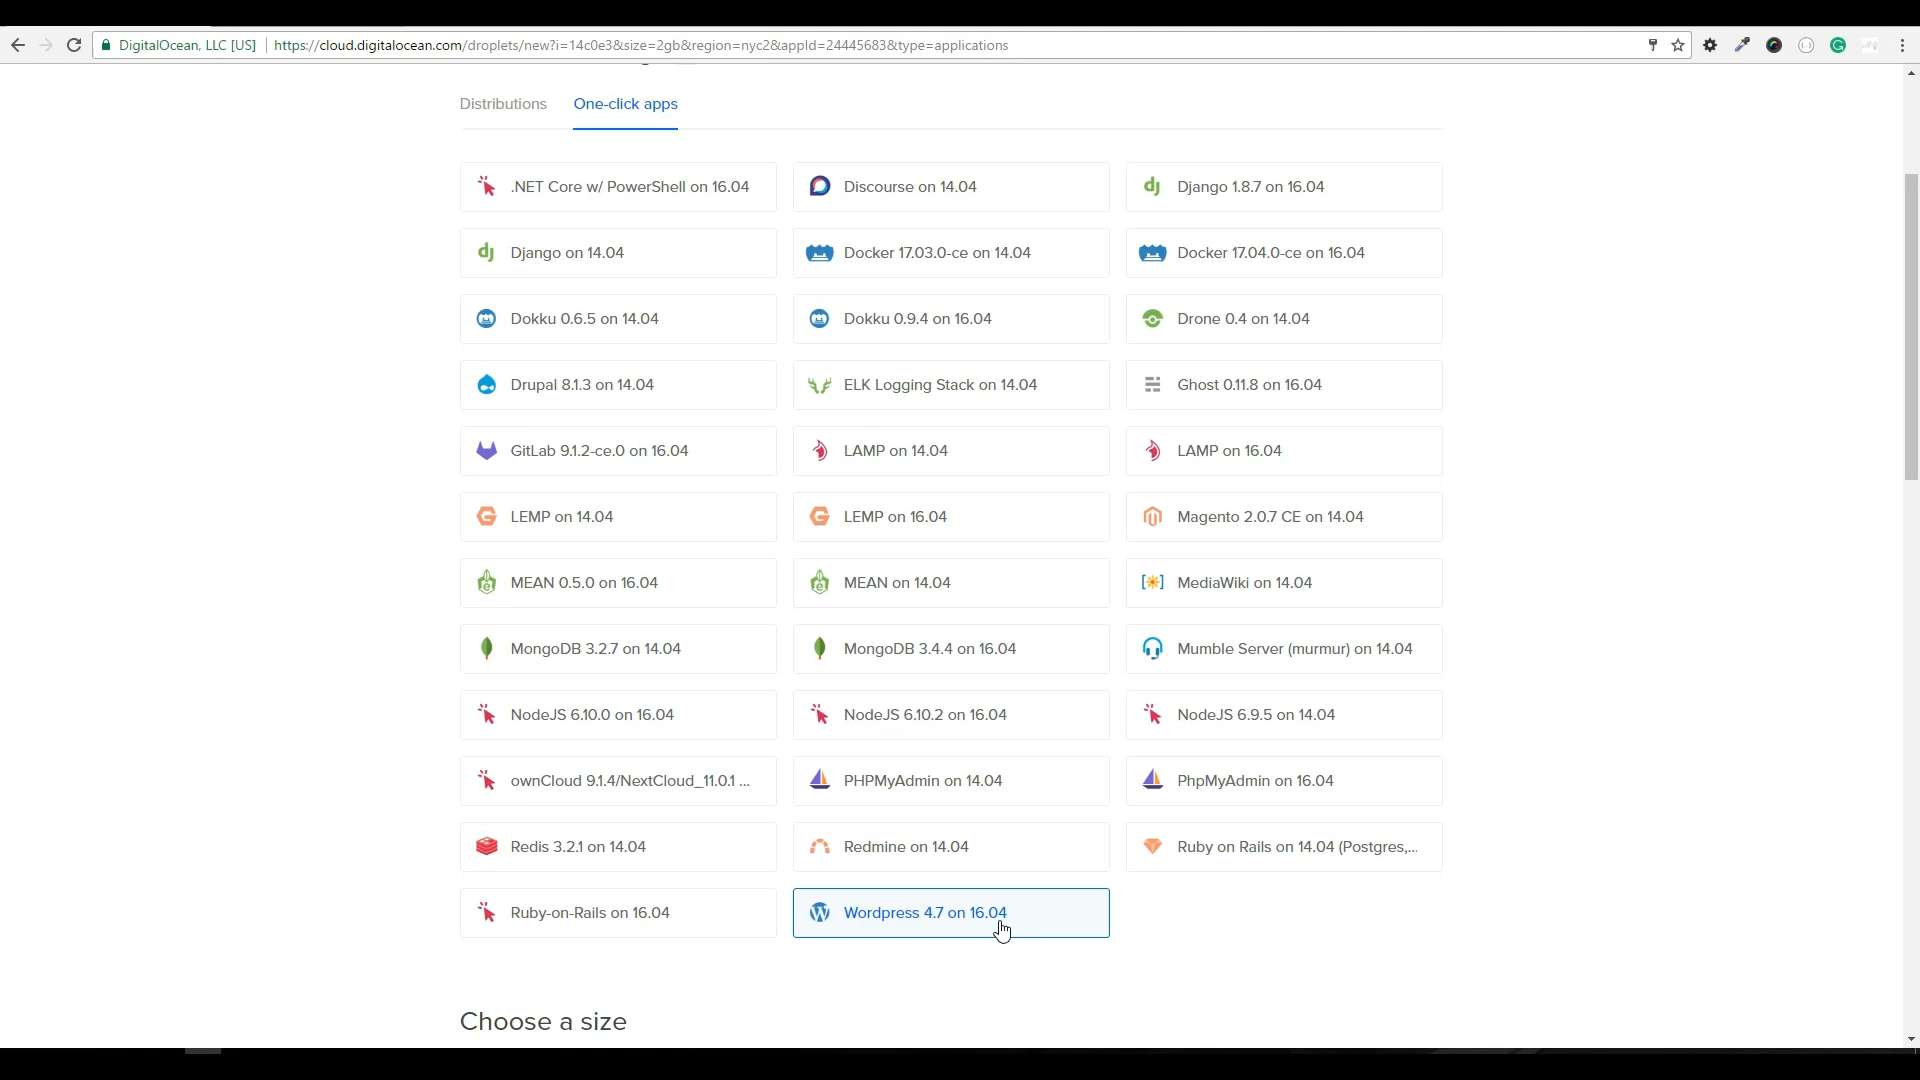 DigitalOcean, LLC [US] https://cloud.digitalocean.com/droplets/new?i=14c0e3&size=2gb&region=nyc2&appId=24445683&type=applications
Distributions One-click apps
.NET Core w/ PowerShell on 16.04 Discourse on 14.04 Django 1.8.7 on 16.04
Django on 14.04 Docker 17.03.0-ce on 14.04 Docker 17.04.0-ce on 16.04
Dokku 0.6.5 on 14.04 Dokku 0.9.4 on 16.04 Drone 0.4 on 14.04
Drupal 8.1.3 on 14.04 ELK Logging Stack on 14.04 Ghost 0.11.8 on 16.04
GitLab 9.1.2-ce.0 on 16.04 LAMP on 14.04 LAMP on 16.04
LEMP on 14.04 LEMP on 16.04 Magento 2.0.7 CE on 14.04
MEAN 0.5.0 on 16.04 MEAN on 14.04 MediaWiki on 14.04
MongoDB 3.2.7 on 14.04 MongoDB 3.4.4 on 16.04 Mumble Server (murmur) on 14.04
NodeJS 6.10.0 on 16.04 NodeJS 6.10.2 on 16.04 NodeJS 6.9.5 on 14.04
ownCloud 9.1.4/NextCloud_11.0.1 ... PHPMyAdmin on 14.04 PhpMyAdmin on 16.04
Redis 3.2.1 on 14.04 Redmine on 14.04 Ruby on Rails on 14.04 (Postgres,...
Ruby-on-Rails on 16.04 Wordpress 4.7 on 16.04
Choose a size